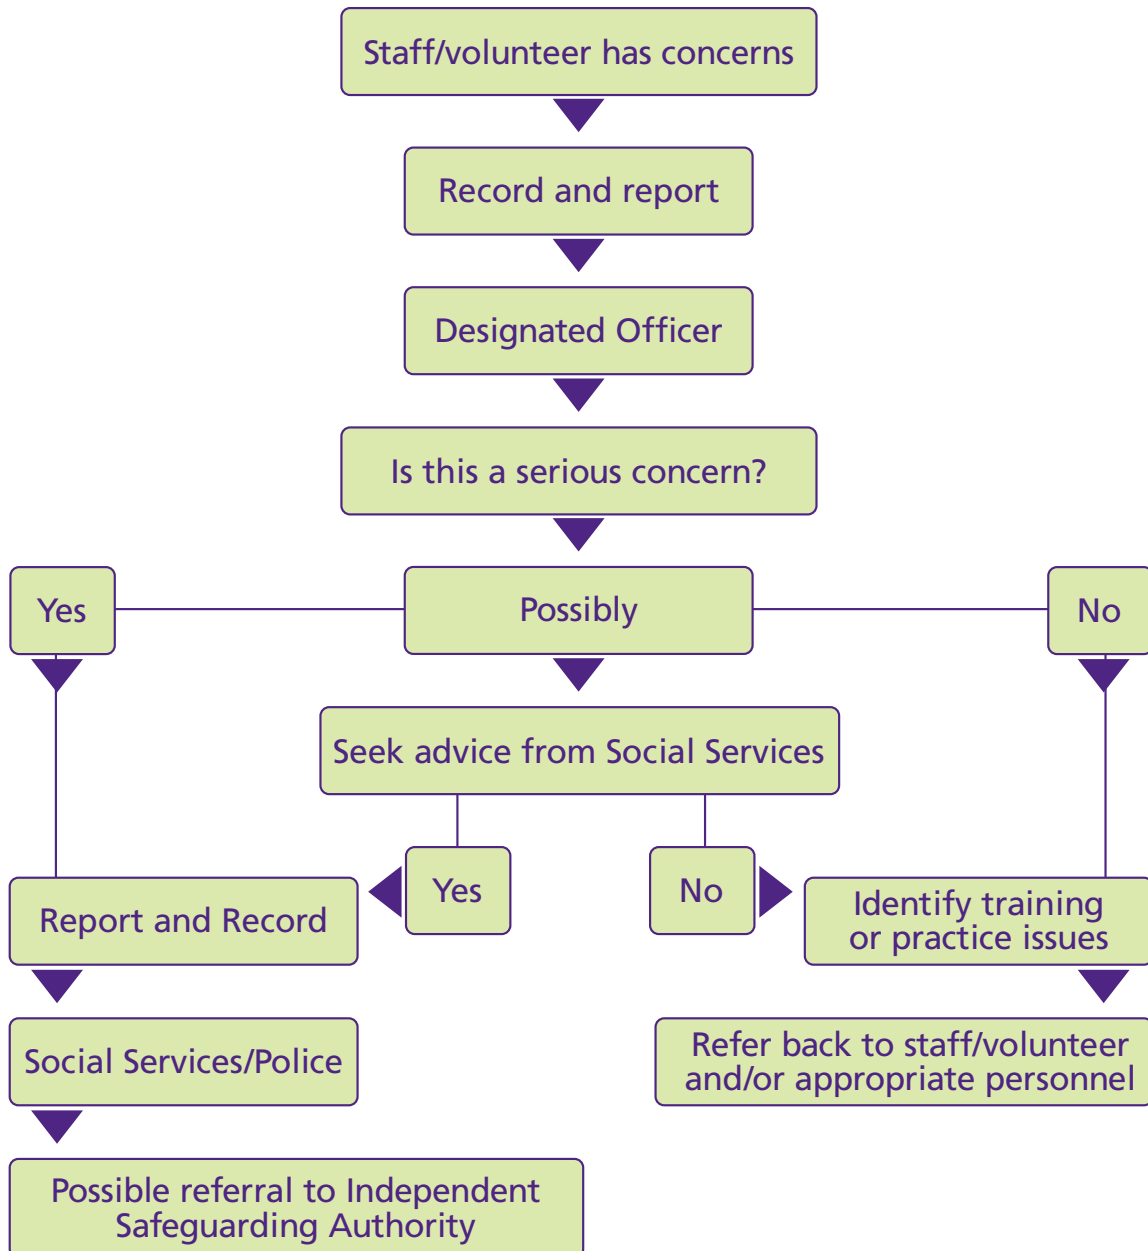 Staff/volunteer has concerns
Record and report
Designated Officer
Is this a serious concern?
Yes
Possibly
No
Seek advice from Social Services
Yes
No
Report and Record
Identify training
or practice issues
Social Services/Police
Refer back to staff/volunteer
and/or appropriate personnel
Possible referral to Independent
Safeguarding Authority